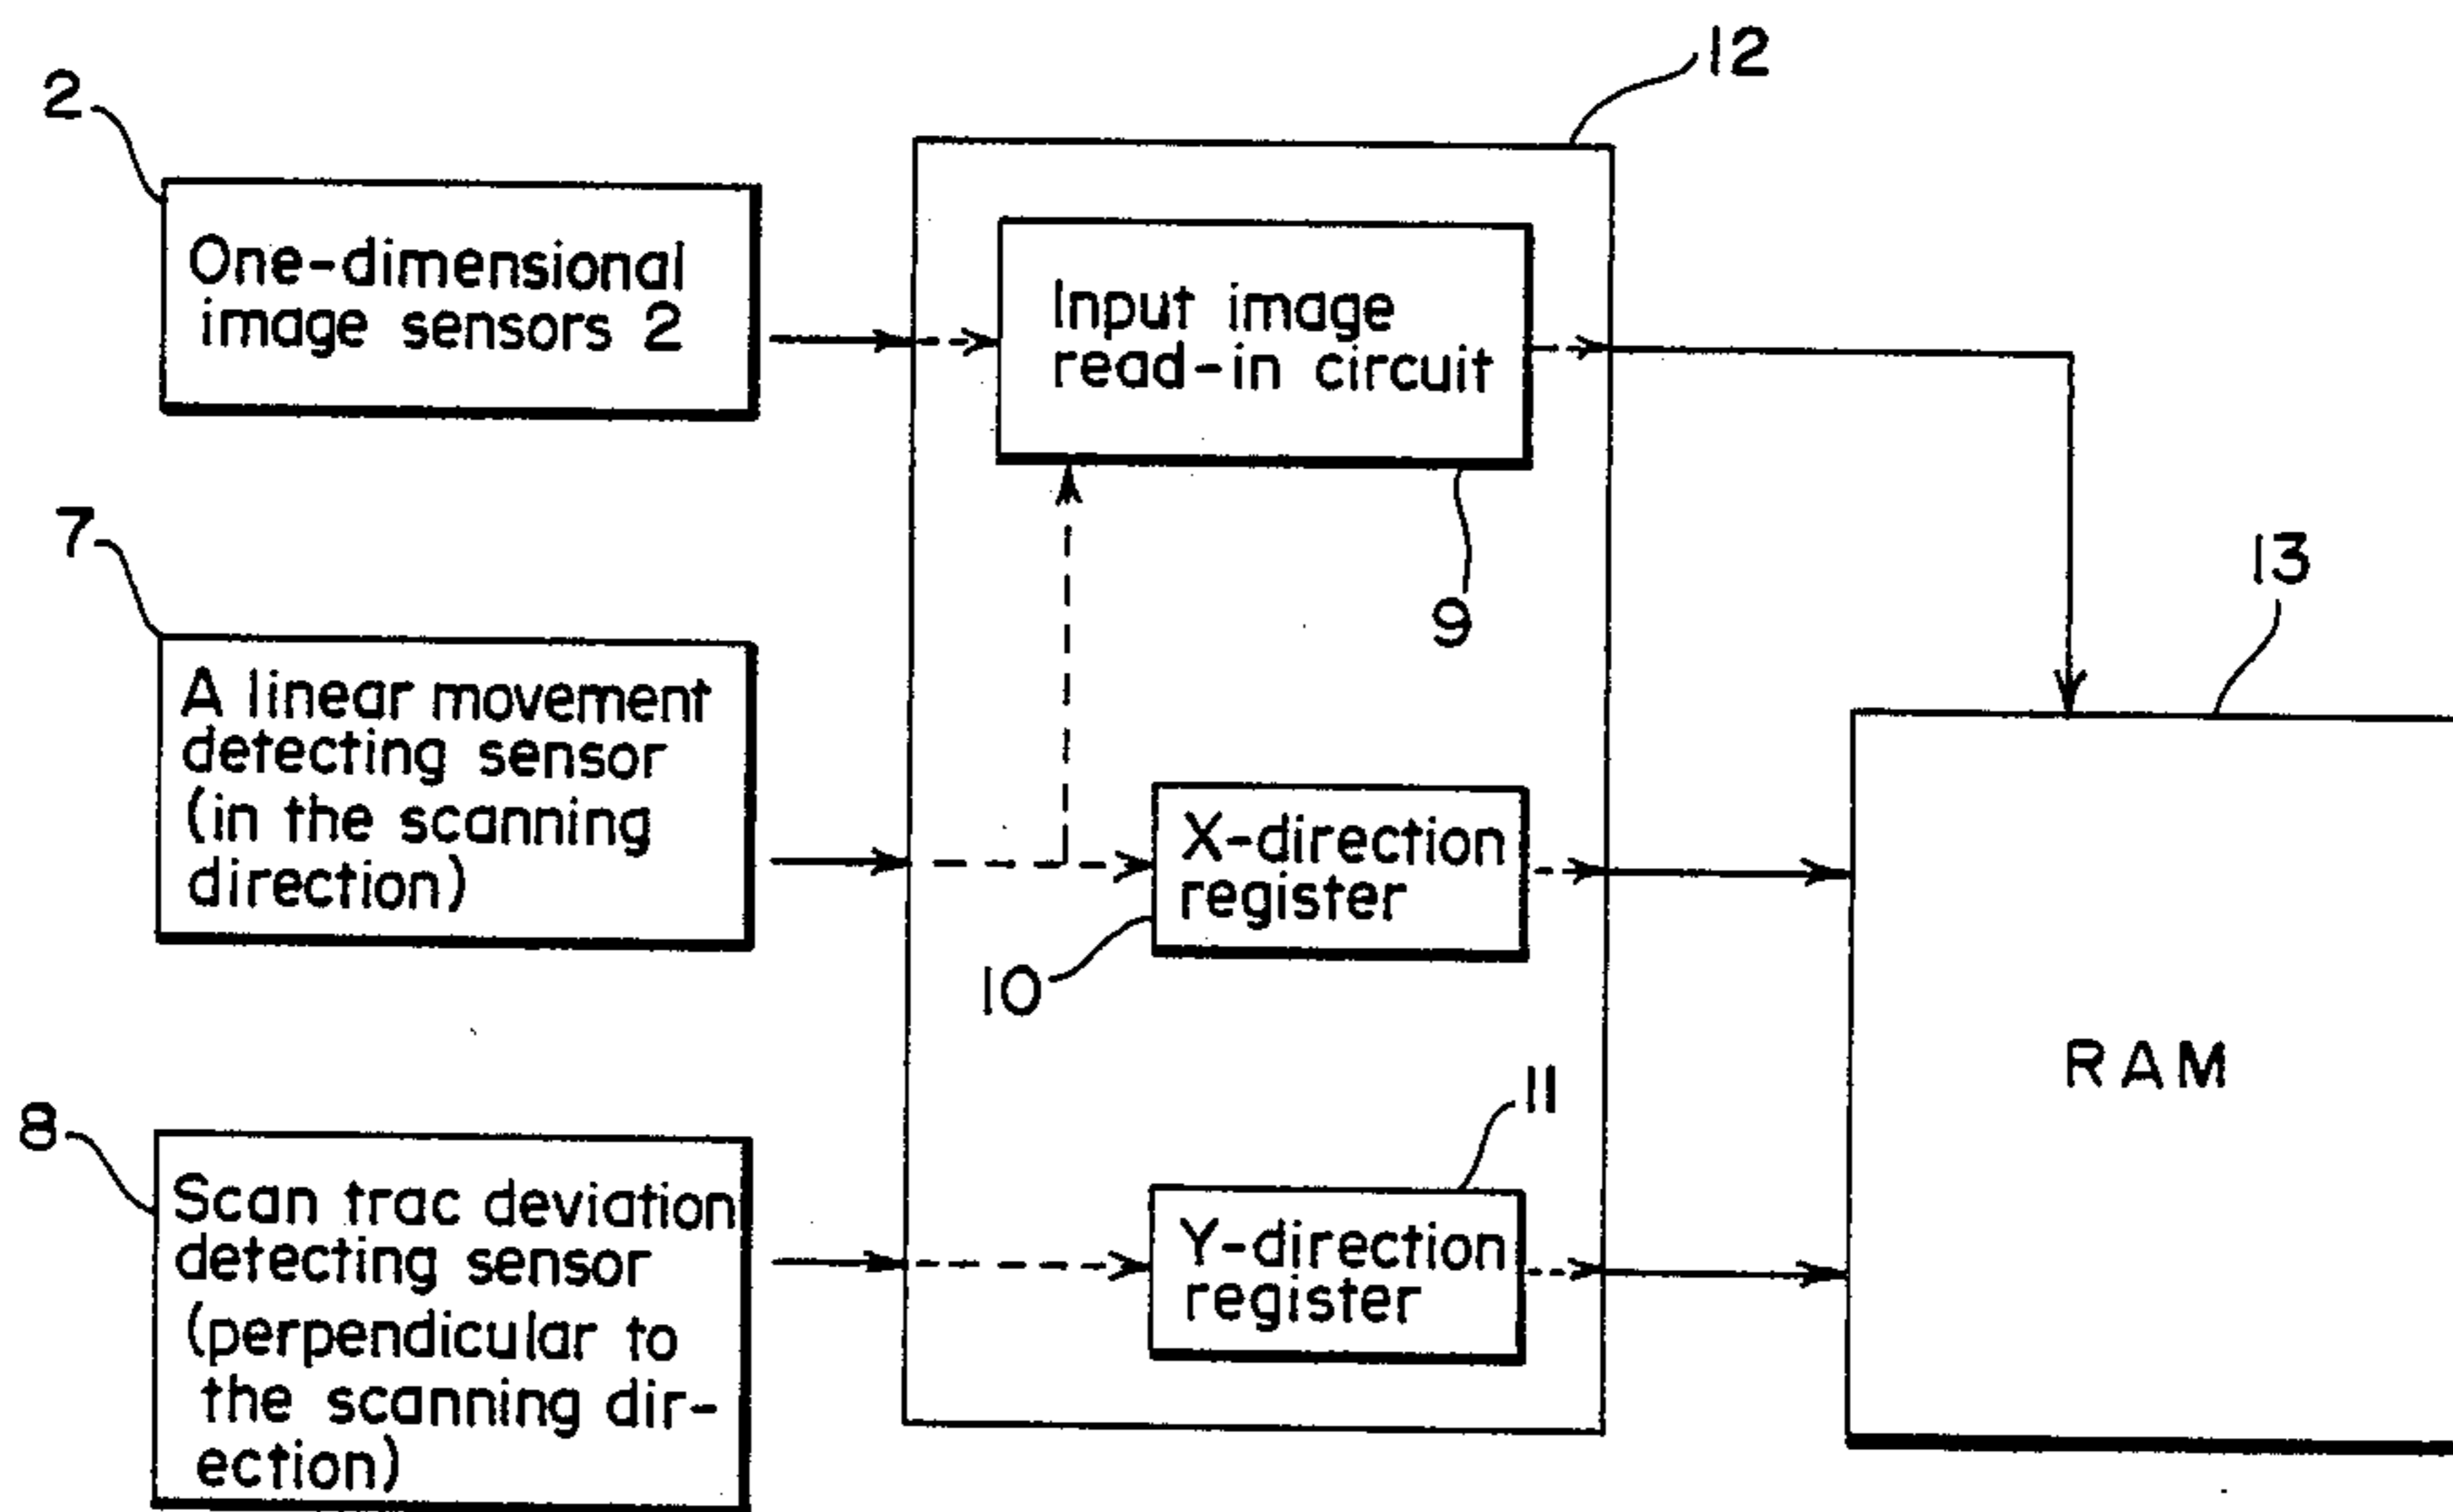 12
2
One-dimensional
image sensors 2
Input image
read-in circuit
9
7
A linear movement
detecting sensor
(in the scanning
direction)
X-direction
register
10
13
RAM
8
Scan trac deviation
detecting sensor
(perpendicular to
the scanning dir-
ection)
11
Y-direction
register